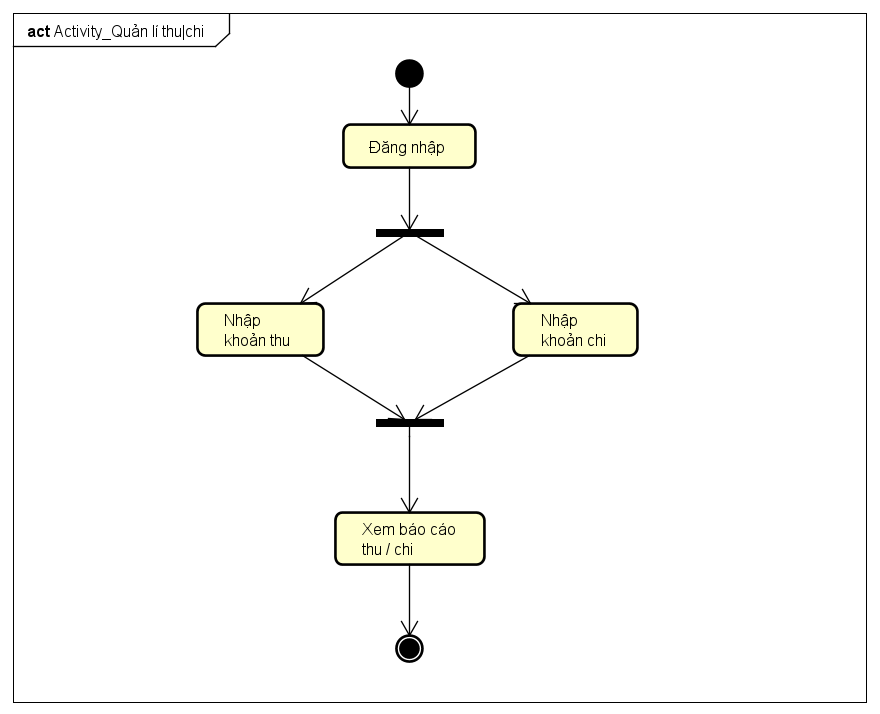 act Activity_Quản lí thu|chi
Đăng nhập
Nhập
khoản thu
Nhập
khoản chi
Xem báo cáo
thu / chi